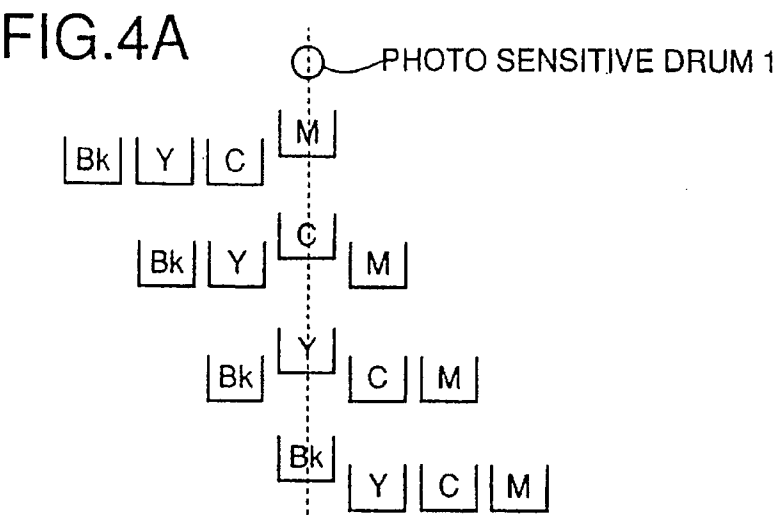 FIG.4A
PHOTO SENSITIVE DRUM 1
M
Bk Y C
C
Bk Y M
Y
Bk C M
Bk
Y C M